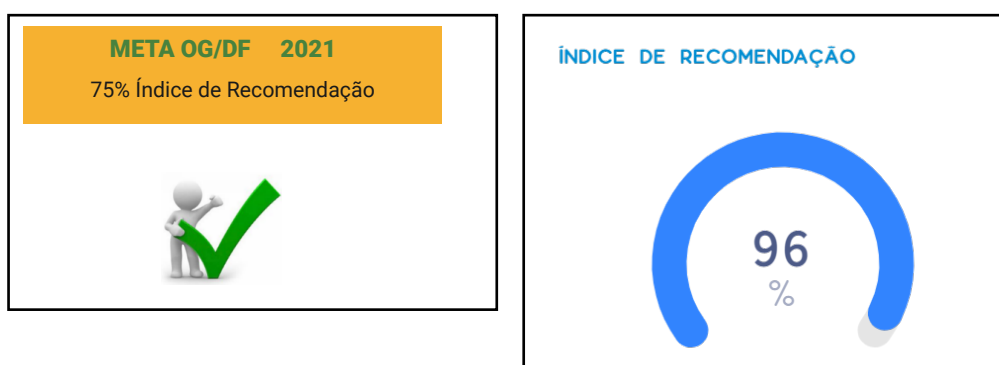 META OG/DF 2021
75% Índice de Recomendação
ÍNDICE DE RECOMENDAÇÃO
96
%